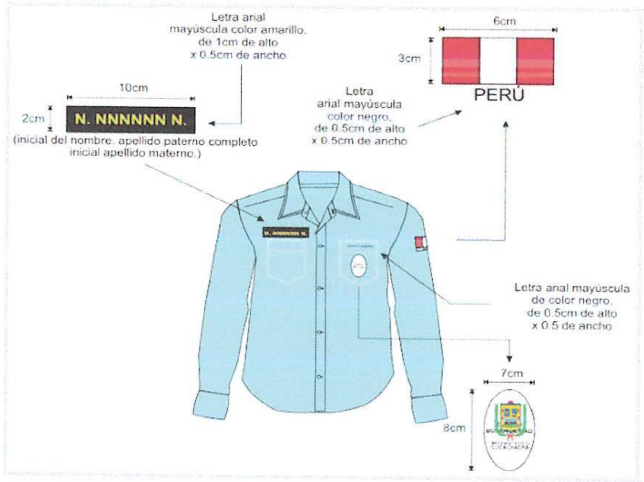 Letra arial
mayúscula color amarillo,
de 1cm de alto
x 0.5cm de ancho
6cm
3cm
PERÚ
10cm
2cm
N. NNNNNN N.
(inicial del nombre, apellido paterno completo
inicial apellido materno.)
Letra
arial mayúscula
color negro,
de 0.5cm de alto
x 0.5cm de ancho
N. NNNNNN N.
Letra arial mayúscula
de color negro,
de 0.5cm de alto
x 0.5 de ancho
7cm
8cm